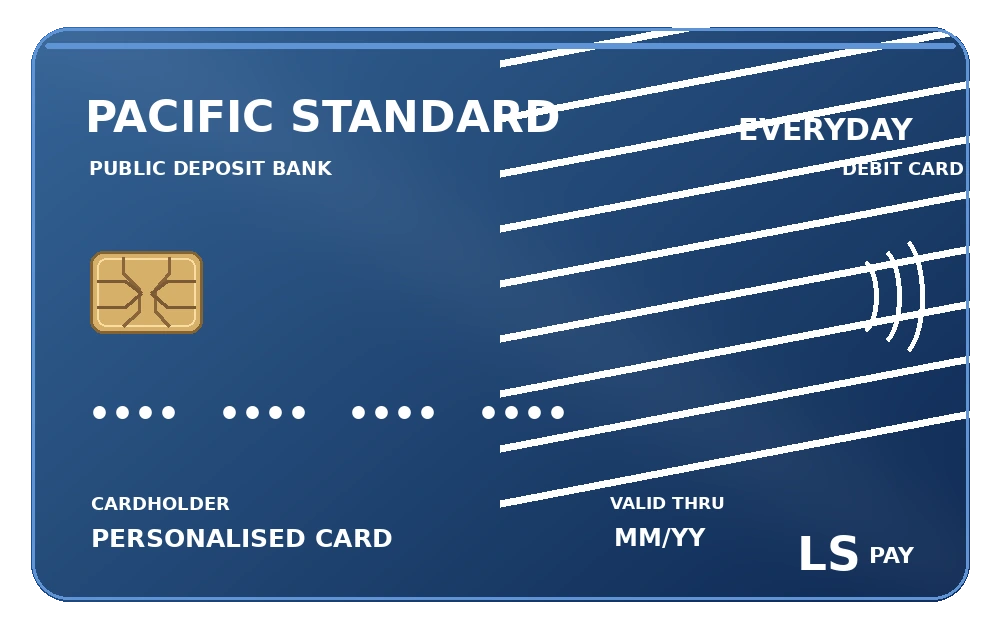 PACIFIC STANDARD
EVERYDAY
PUBLIC DEPOSIT BANK
DEBIT CARD
•••• •••• •••• ••••
CARDHOLDER
VALID THRU
PERSONALISED CARD
MM/YY
LS PAY